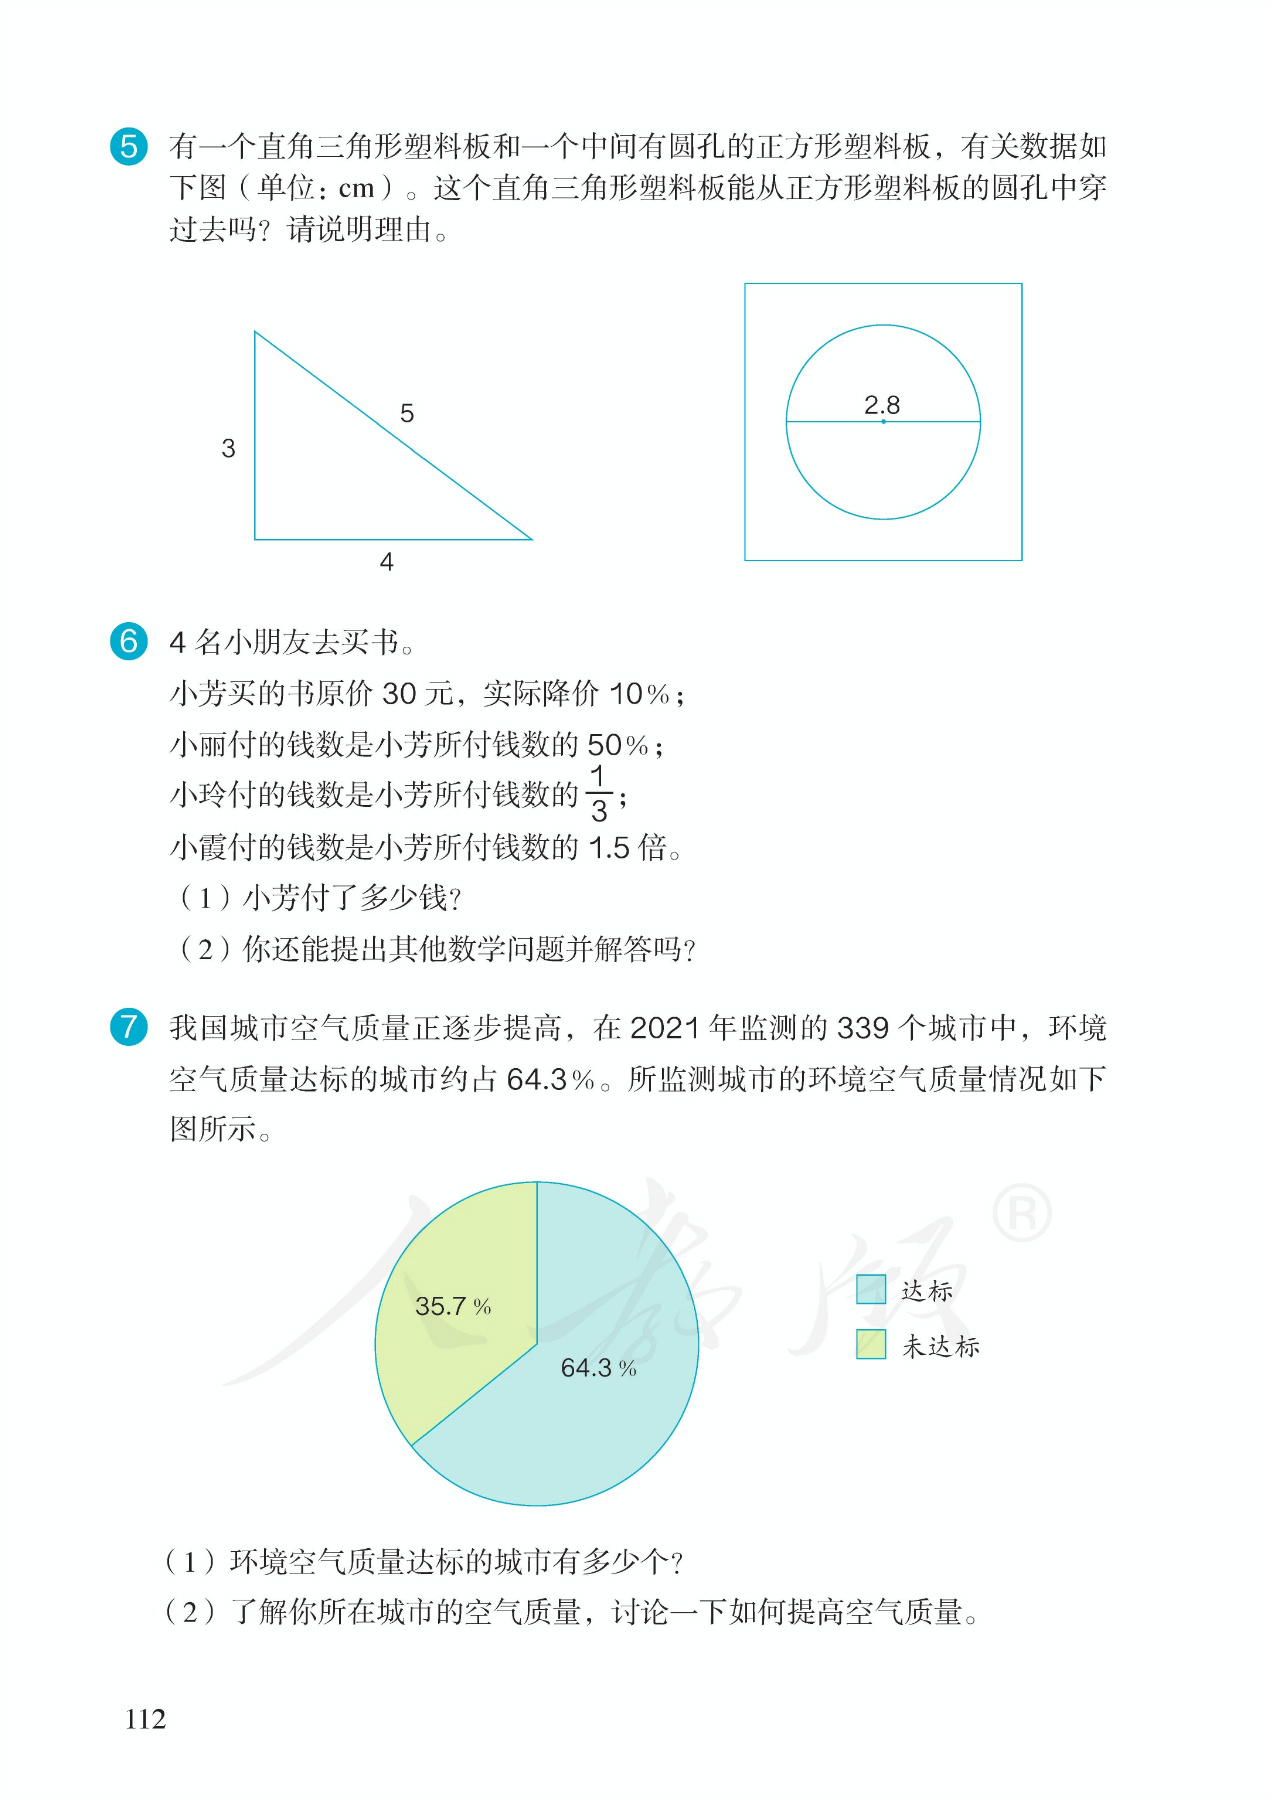 5 有一个直角三角形塑料板和一个中间有圆孔的正方形塑料板，有关数据如
下图（单位：cm）。这个直角三角形塑料板能从正方形塑料板的圆孔中穿
过去吗？请说明理由。
3
5
4
2.8
6 4 名小朋友去买书。
小芳买的书原价 30 元，实际降价 10%；
小丽付的钱数是小芳所付钱数的 50%；
小玲付的钱数是小芳所付钱数的 1/3；
小霞付的钱数是小芳所付钱数的 1.5 倍。
（1）小芳付了多少钱？
（2）你还能提出其他数学问题并解答吗？
7 我国城市空气质量正逐步提高，在 2021 年监测的 339 个城市中，环境
空气质量达标的城市约占 64.3%。所监测城市的环境空气质量情况如下
图所示。
人教版®
35.7 %
64.3 %
达标
未达标
（1）环境空气质量达标的城市有多少个？
（2）了解你所在城市的空气质量，讨论一下如何提高空气质量。
112